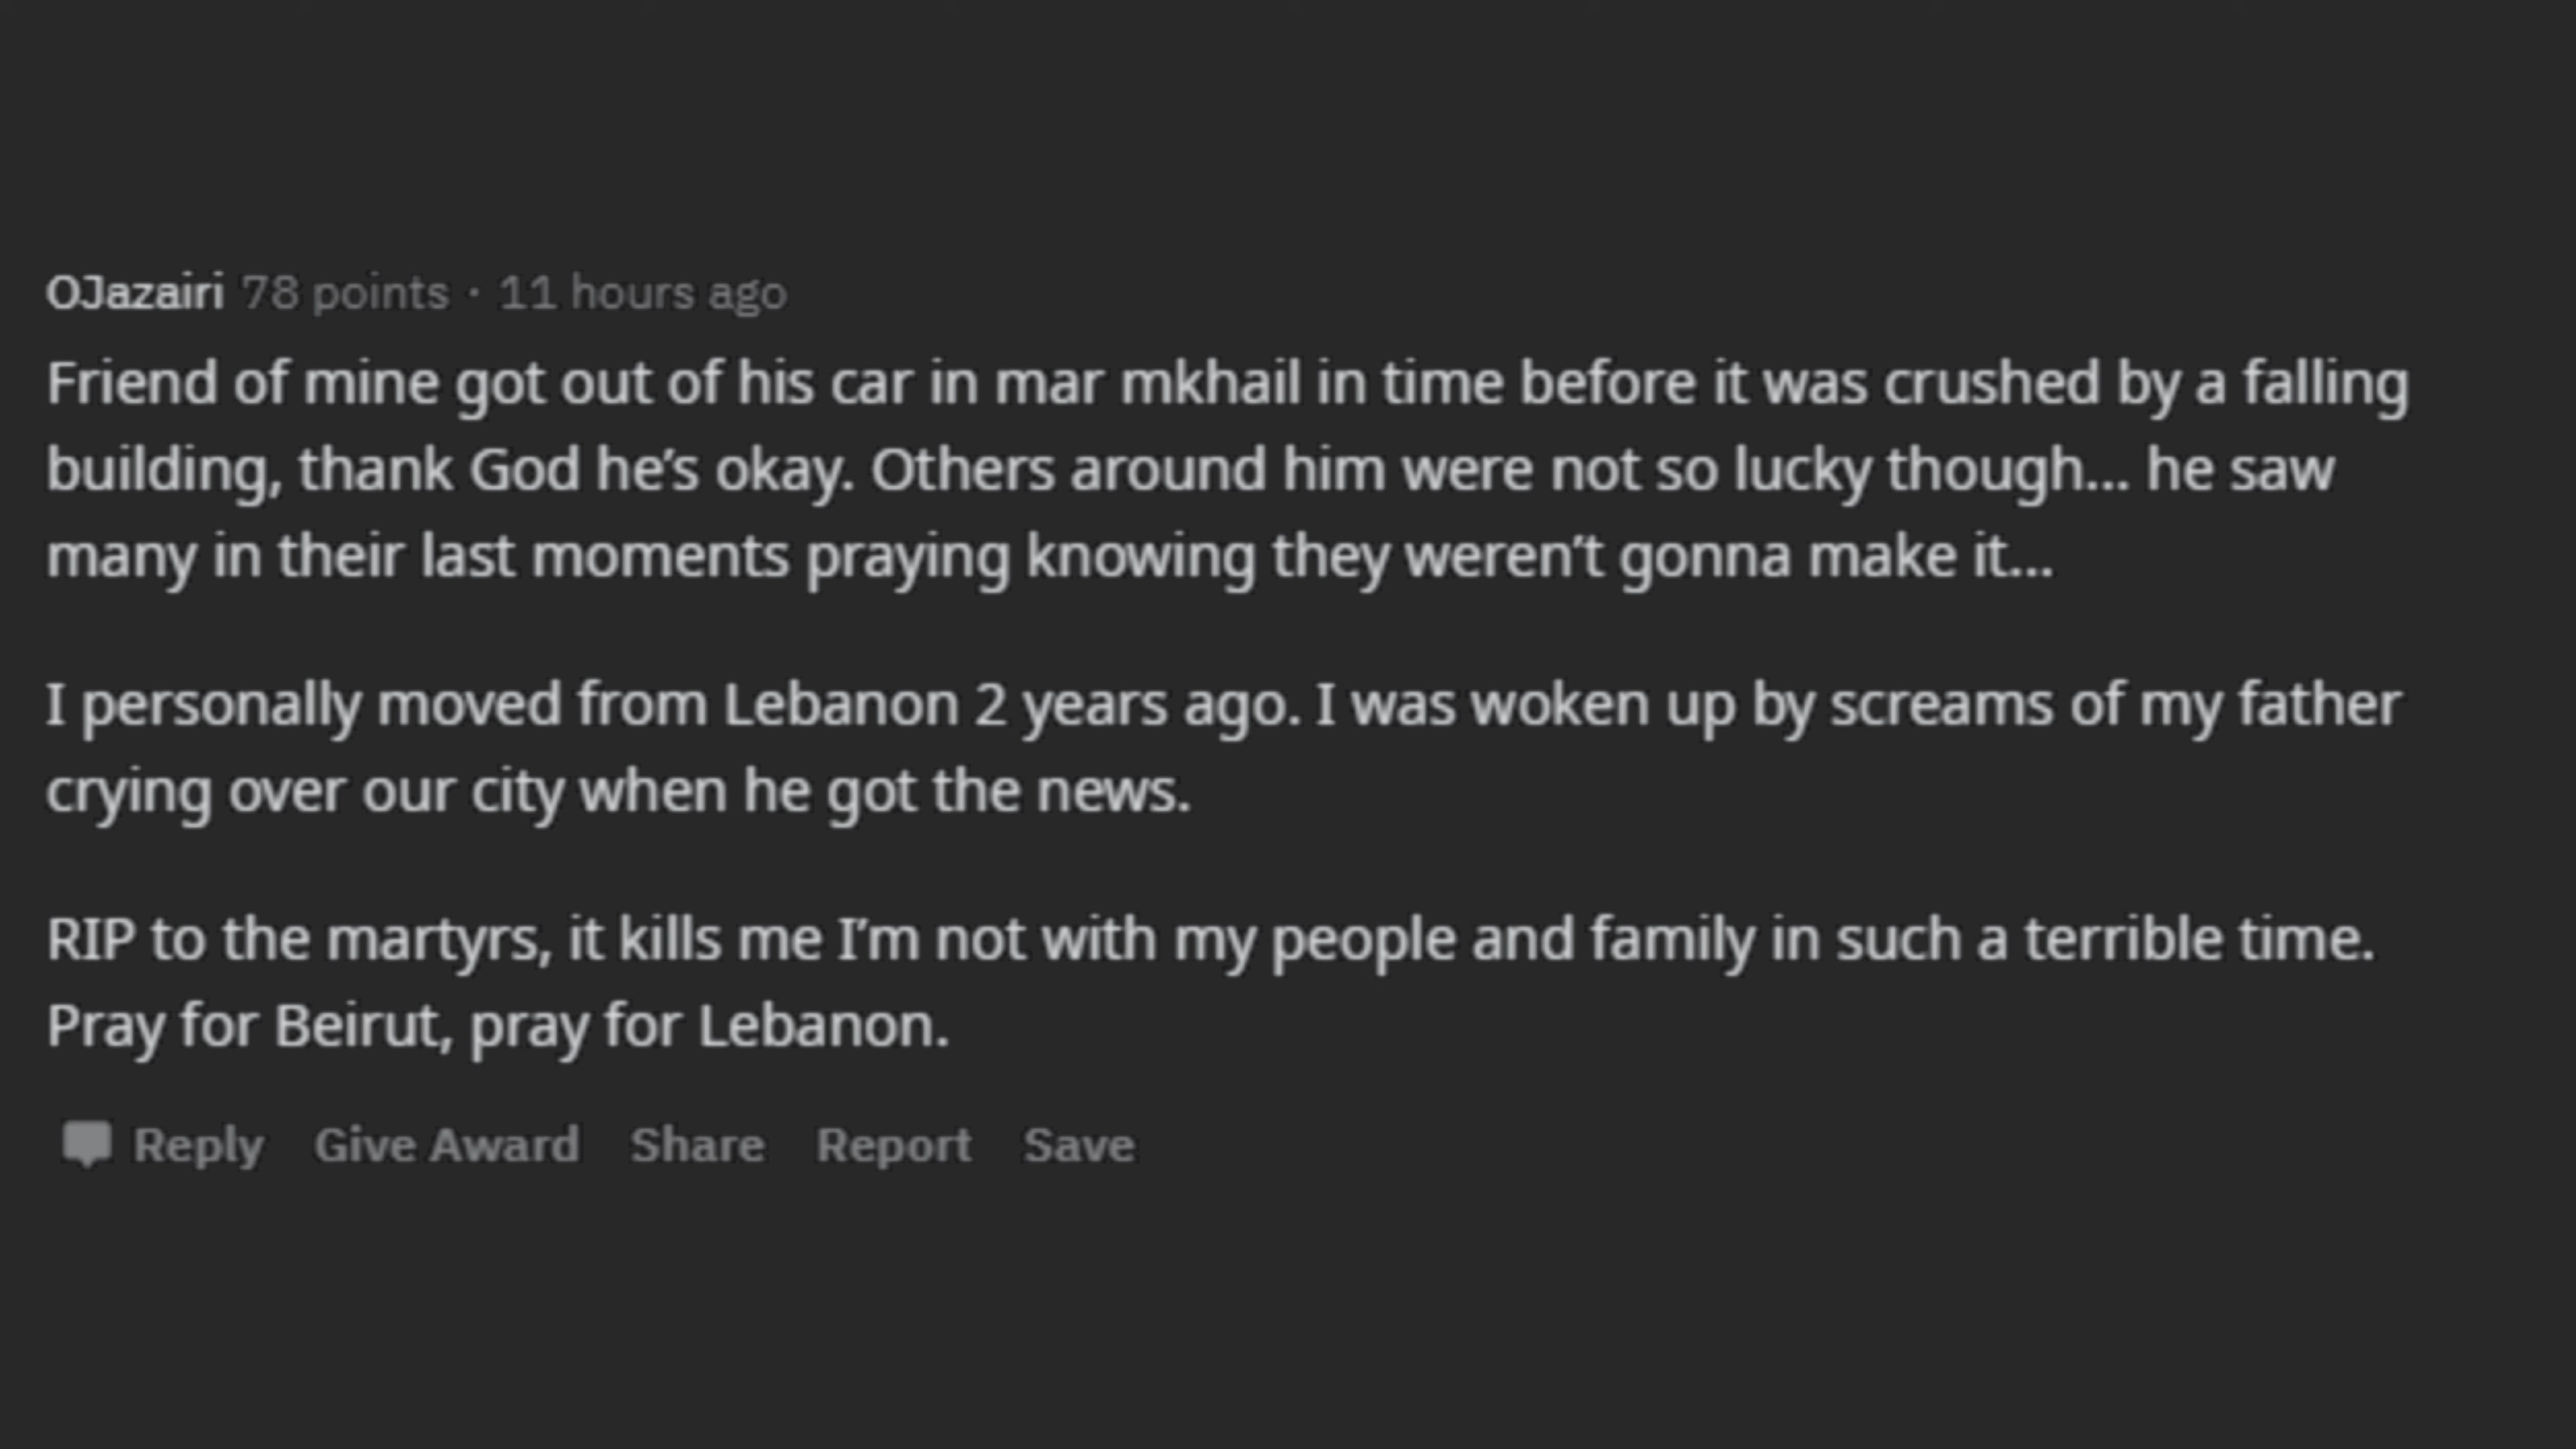 OJazairi 78 points · 11 hours ago
Friend of mine got out of his car in mar mkhail in time before it was crushed by a falling
building, thank God he’s okay. Others around him were not so lucky though... he saw
many in their last moments praying knowing they weren’t gonna make it...
I personally moved from Lebanon 2 years ago. I was woken up by screams of my father
crying over our city when he got the news.
RIP to the martyrs, it kills me I’m not with my people and family in such a terrible time.
Pray for Beirut, pray for Lebanon.
Reply Give Award Share Report Save